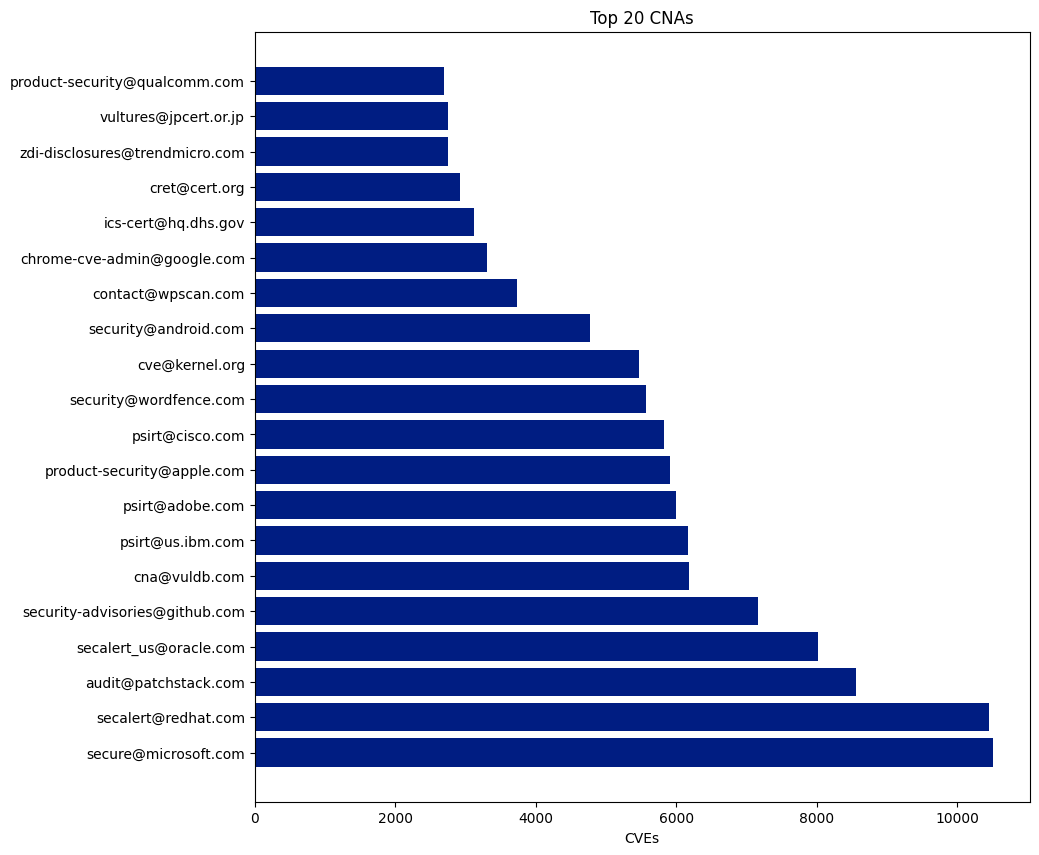 Top 20 CNAs
product-security@qualcomm.com
vultures@jpcert.or.jp
zdi-disclosures@trendmicro.com
cret@cert.org
ics-cert@hq.dhs.gov
chrome-cve-admin@google.com
contact@wpscan.com
security@android.com
cve@kernel.org
security@wordfence.com
psirt@cisco.com
product-security@apple.com
psirt@adobe.com
psirt@us.ibm.com
cna@vuldb.com
security-advisories@github.com
secalert_us@oracle.com
audit@patchstack.com
secalert@redhat.com
secure@microsoft.com
0 2000 4000 6000 8000 10000
CVEs